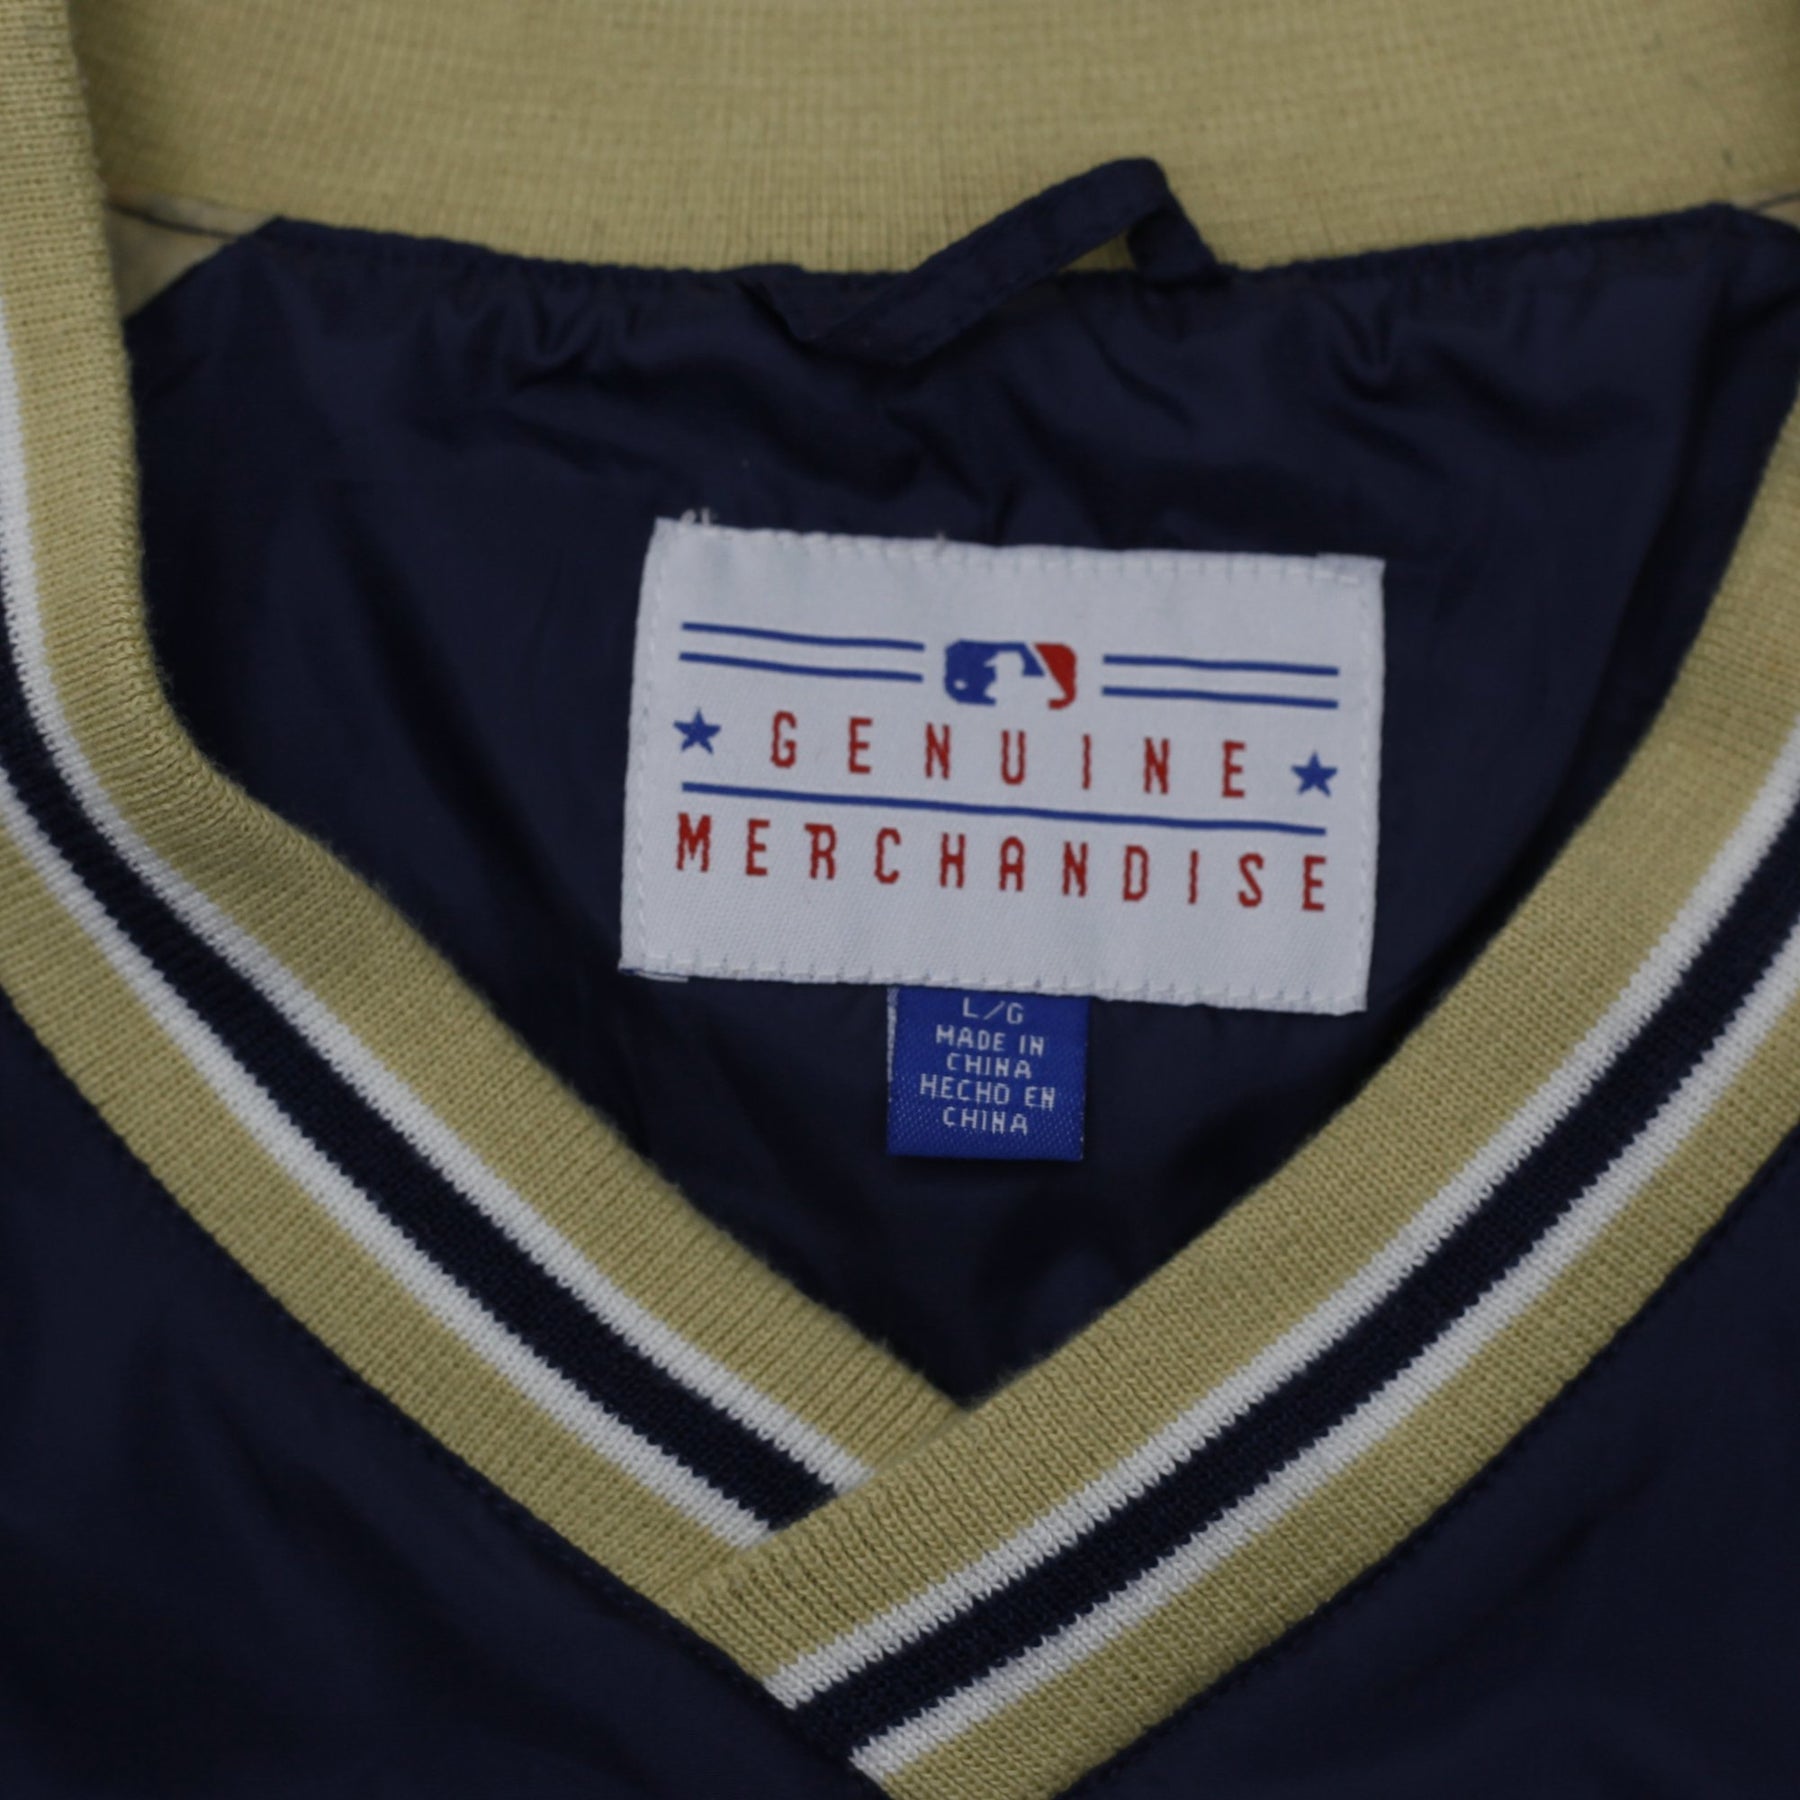 GENUINE
MERCHANDISE
L/G
MADE IN
CHINA
HECHO EN
CHINA